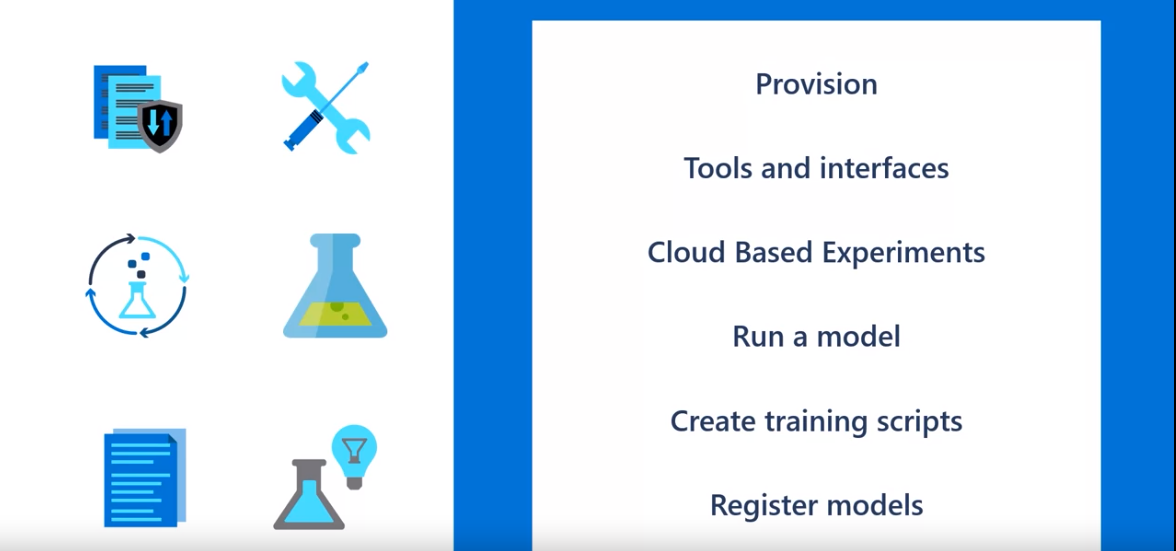 Provision
Tools and interfaces
Cloud Based Experiments
Run a model
Create training scripts
Register models